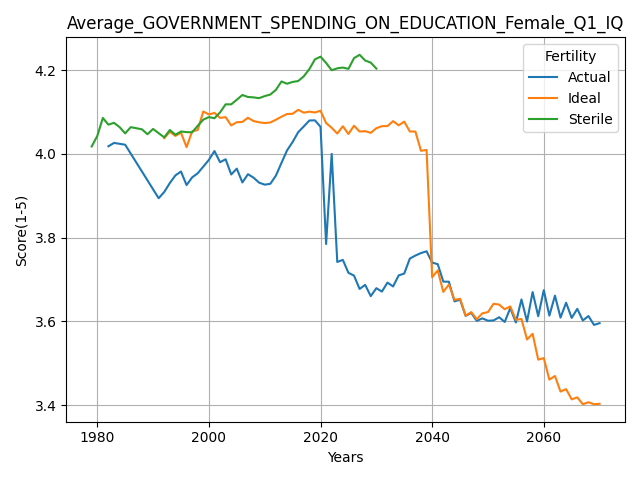 Average_GOVERNMENT_SPENDING_ON_EDUCATION_Female_Q1_IQ
Fertility
Actual
Ideal
Sterile
Score(1-5)
4.2
4.0
3.8
3.6
3.4
1980 2000 2020 2040 2060
Years